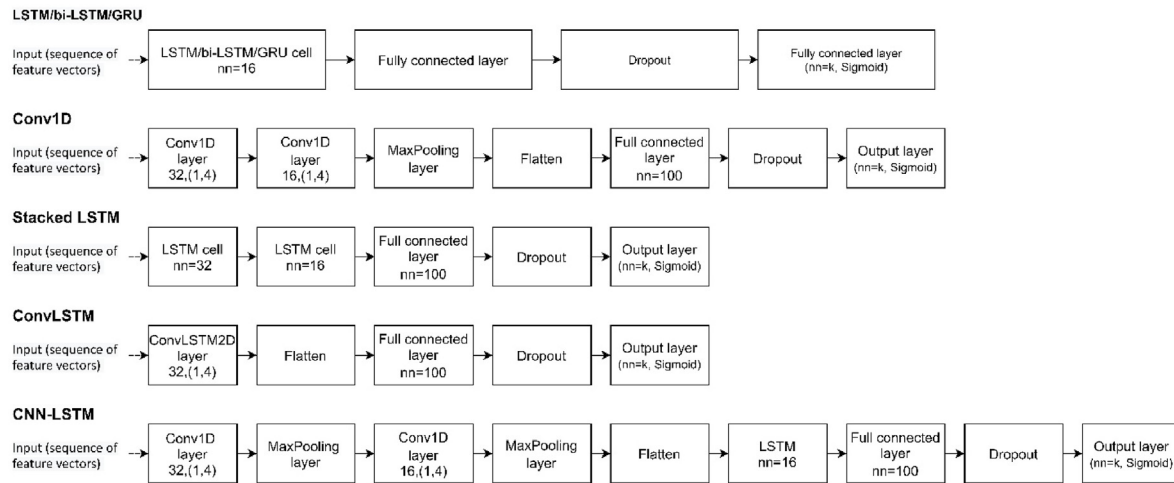 LSTM/bi-LSTM/GRU
Input (sequence of
feature vectors)
LSTM/bi-LSTM/GRU cell
nn=16
Fully connected layer
Dropout
Fully connected layer
(nn=k, Sigmoid)
Conv1D
Input (sequence of
feature vectors)
Conv1D
layer
32,(1,4)
Conv1D
layer
16,(1,4)
MaxPooling
layer
Flatten
Full connected
layer
nn=100
Dropout
Output layer
(nn=k, Sigmoid)
Stacked LSTM
Input (sequence of
feature vectors)
LSTM cell
nn=32
LSTM cell
nn=16
Full connected
layer
nn=100
Dropout
Output layer
(nn=k, Sigmoid)
ConvLSTM
Input (sequence of
feature vectors)
ConvLSTM2D
layer
32,(1,4)
Flatten
Full connected
layer
nn=100
Dropout
Output layer
(nn=k, Sigmoid)
CNN-LSTM
Input (sequence of
feature vectors)
Conv1D
layer
32,(1,4)
MaxPooling
layer
Conv1D
layer
16,(1,4)
MaxPooling
layer
Flatten
LSTM
nn=16
Full connected
layer
nn=100
Dropout
Output layer
(nn=k, Sigmoid)